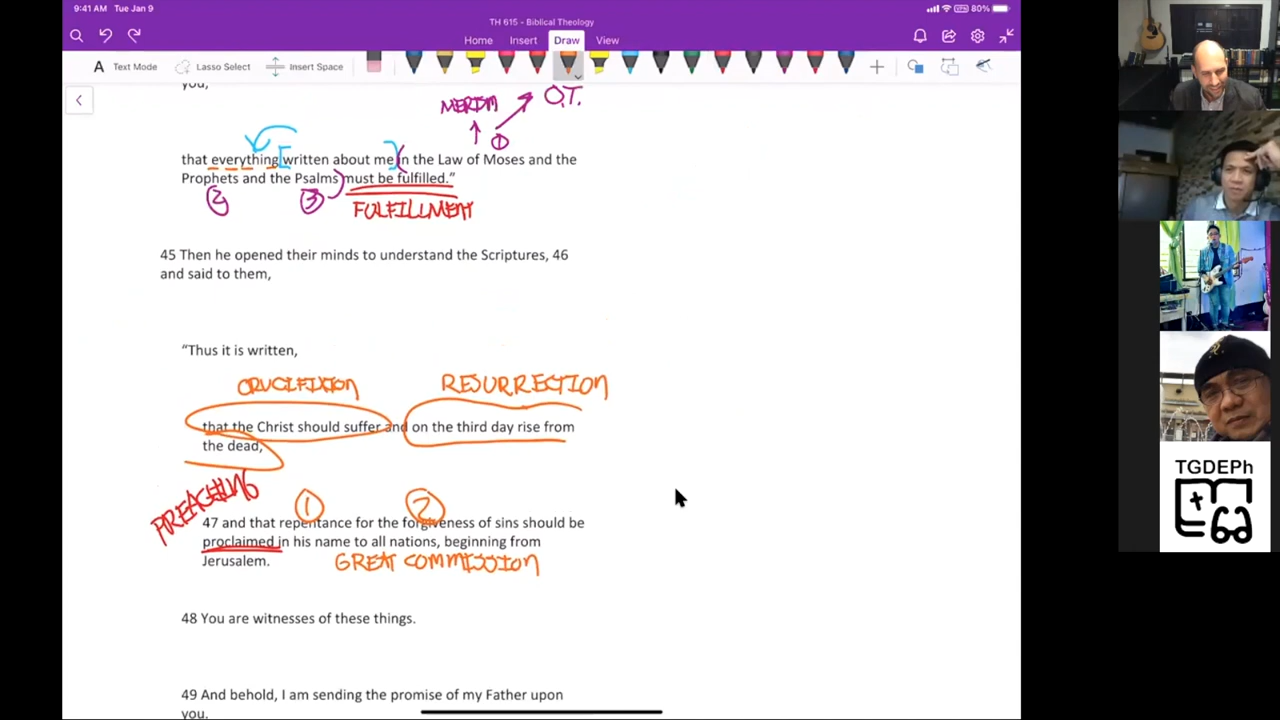 9:41 AM Tue Jan 9
80%
TH 615 - Biblical Theology
Home Insert Draw View
A Text Mode Lasso Select Insert Space
you,
MERISM O.T.
1
that everything written about me in the Law of Moses and the
Prophets and the Psalms must be fulfilled."
2 3 FULFILLMENT
45 Then he opened their minds to understand the Scriptures, 46
and said to them,
"Thus it is written,
CRUCIFIXION RESURRECTION
that the Christ should suffer and on the third day rise from
the dead,
PREACHING 1 2
47 and that repentance for the forgiveness of sins should be
proclaimed in his name to all nations, beginning from
Jerusalem.
GREAT COMMISSION
48 You are witnesses of these things.
49 And behold, I am sending the promise of my Father upon
you.
TGDEPh